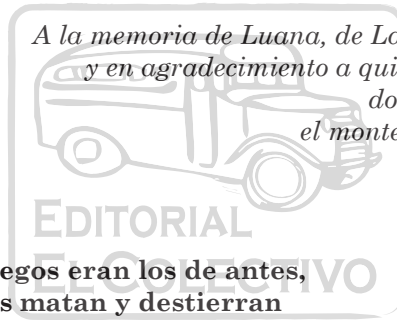 A la memoria de Luana, de Lo
y en agradecimiento a qui
do
el monte
EDITORIAL
egos eran los de antes,
EL COLECTIVO
s matan y destierran